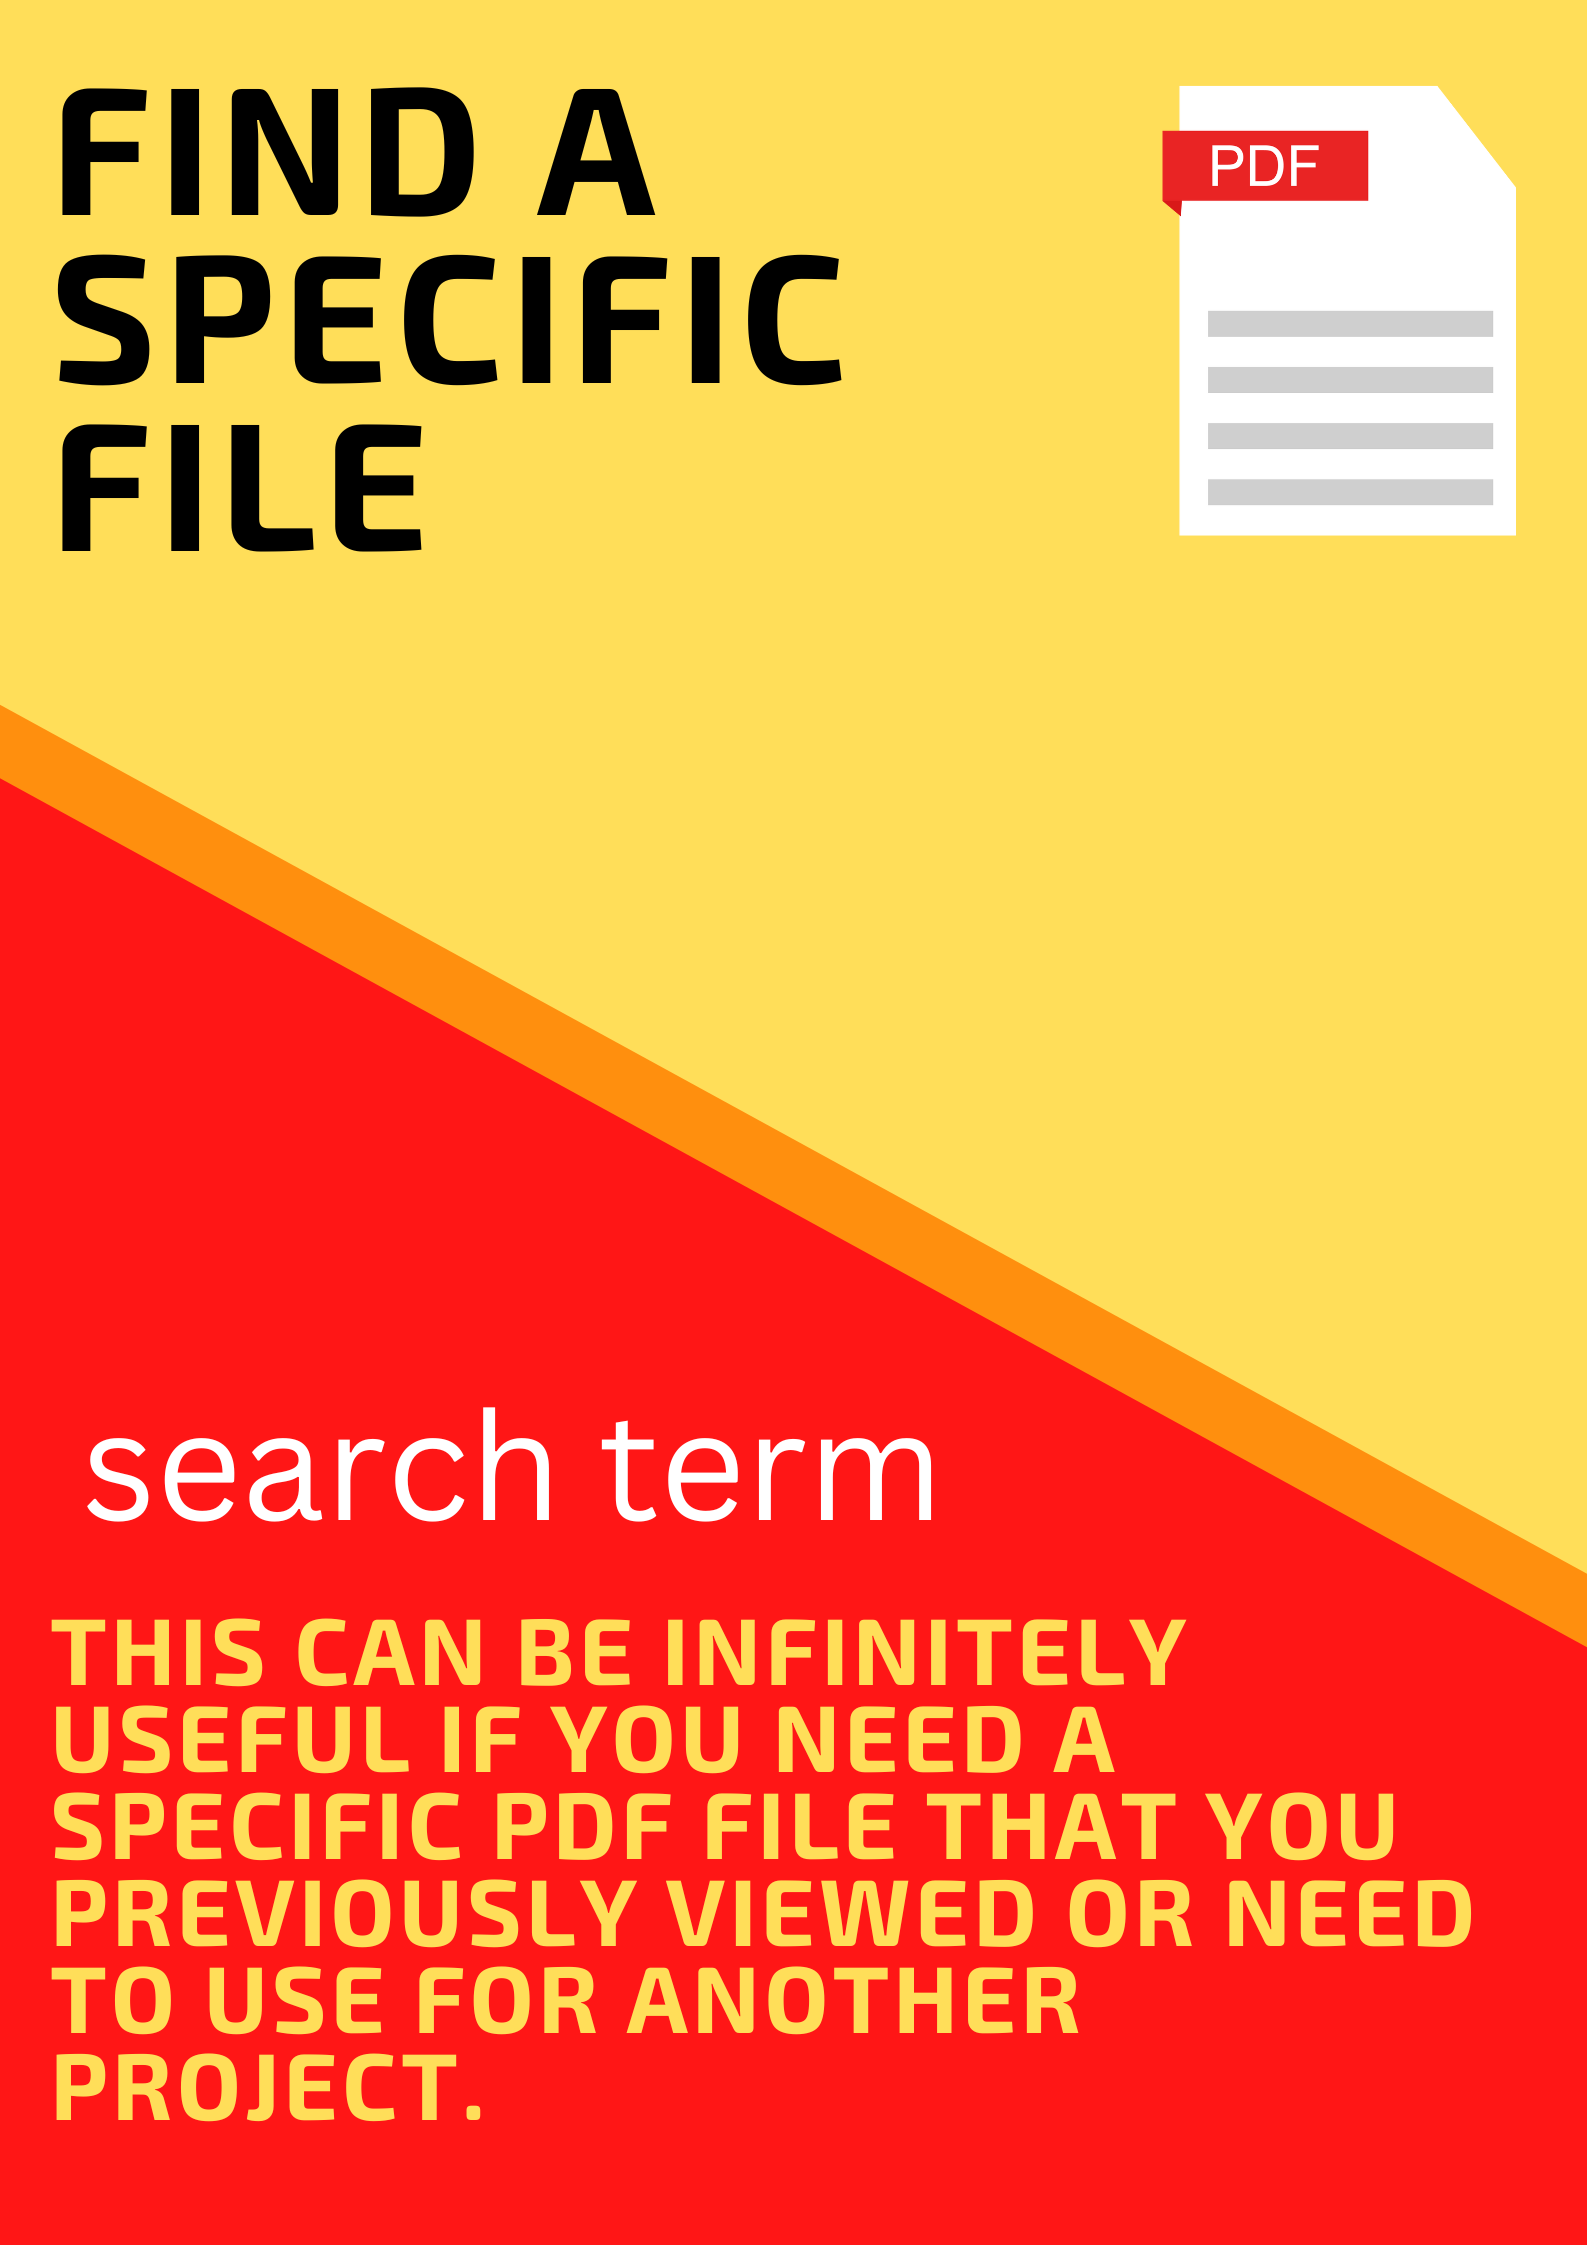 FIND A
SPECIFIC
FILE
PDF
search term
THIS CAN BE INFINITELY
USEFUL IF YOU NEED A
SPECIFIC PDF FILE THAT YOU
PREVIOUSLY VIEWED OR NEED
TO USE FOR ANOTHER
PROJECT.